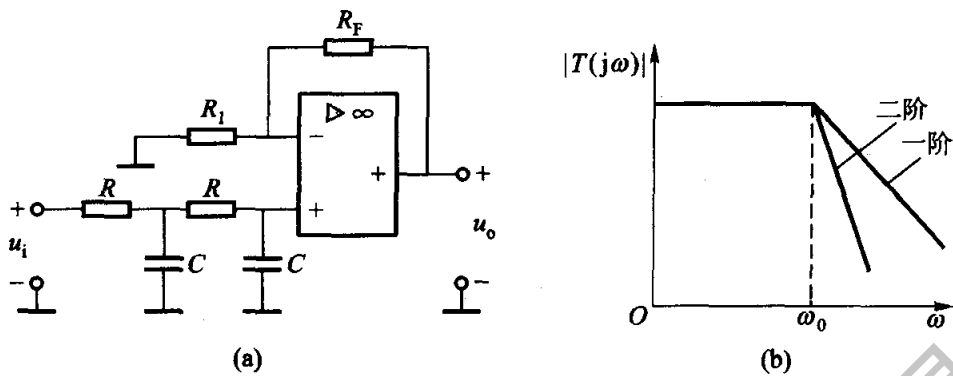 R_F
R_1
▷ ∞
−
+
+
R
R
+
+
u_i
C
C
u_o
−
−
(a)
|T(jω)|
二阶
一阶
O
ω_0
ω
(b)